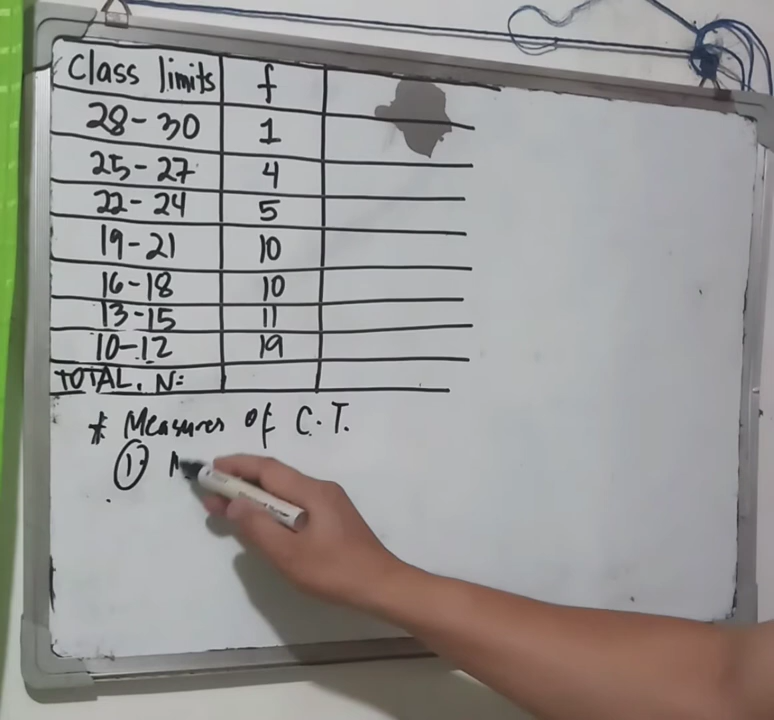 Class limits f
28-30 1
25-27 4
22-24 5
19-21 10
16-18 10
13-15 11
10-12 19
TOTAL. N=
* Measures of C.T.
①